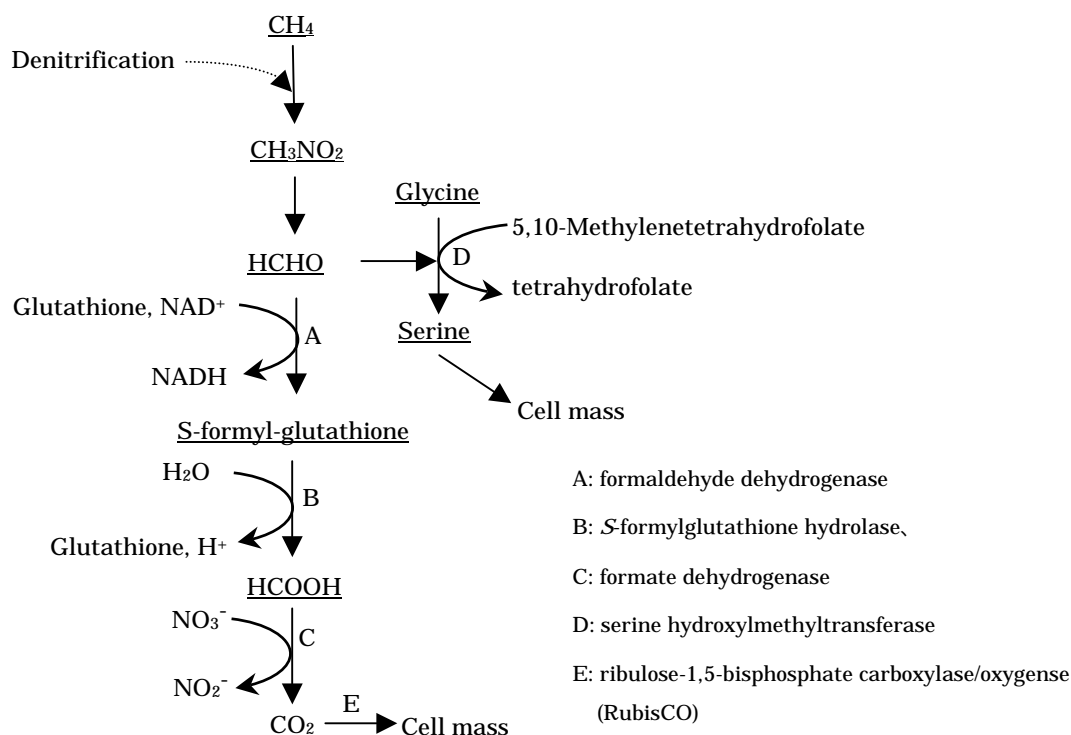 CH₄
Denitrification
CH₃NO₂
Glycine
5,10-Methylenetetrahydrofolate
HCHO
D
tetrahydrofolate
Glutathione, NAD⁺
A
Serine
NADH
Cell mass
S-formyl-glutathione
H₂O
B
Glutathione, H⁺
HCOOH
NO₃⁻
C
NO₂⁻
CO₂
E
Cell mass
A: formaldehyde dehydrogenase
B: S-formylglutathione hydrolase、
C: formate dehydrogenase
D: serine hydroxylmethyltransferase
E: ribulose-1,5-bisphosphate carboxylase/oxygense
(RubisCO)